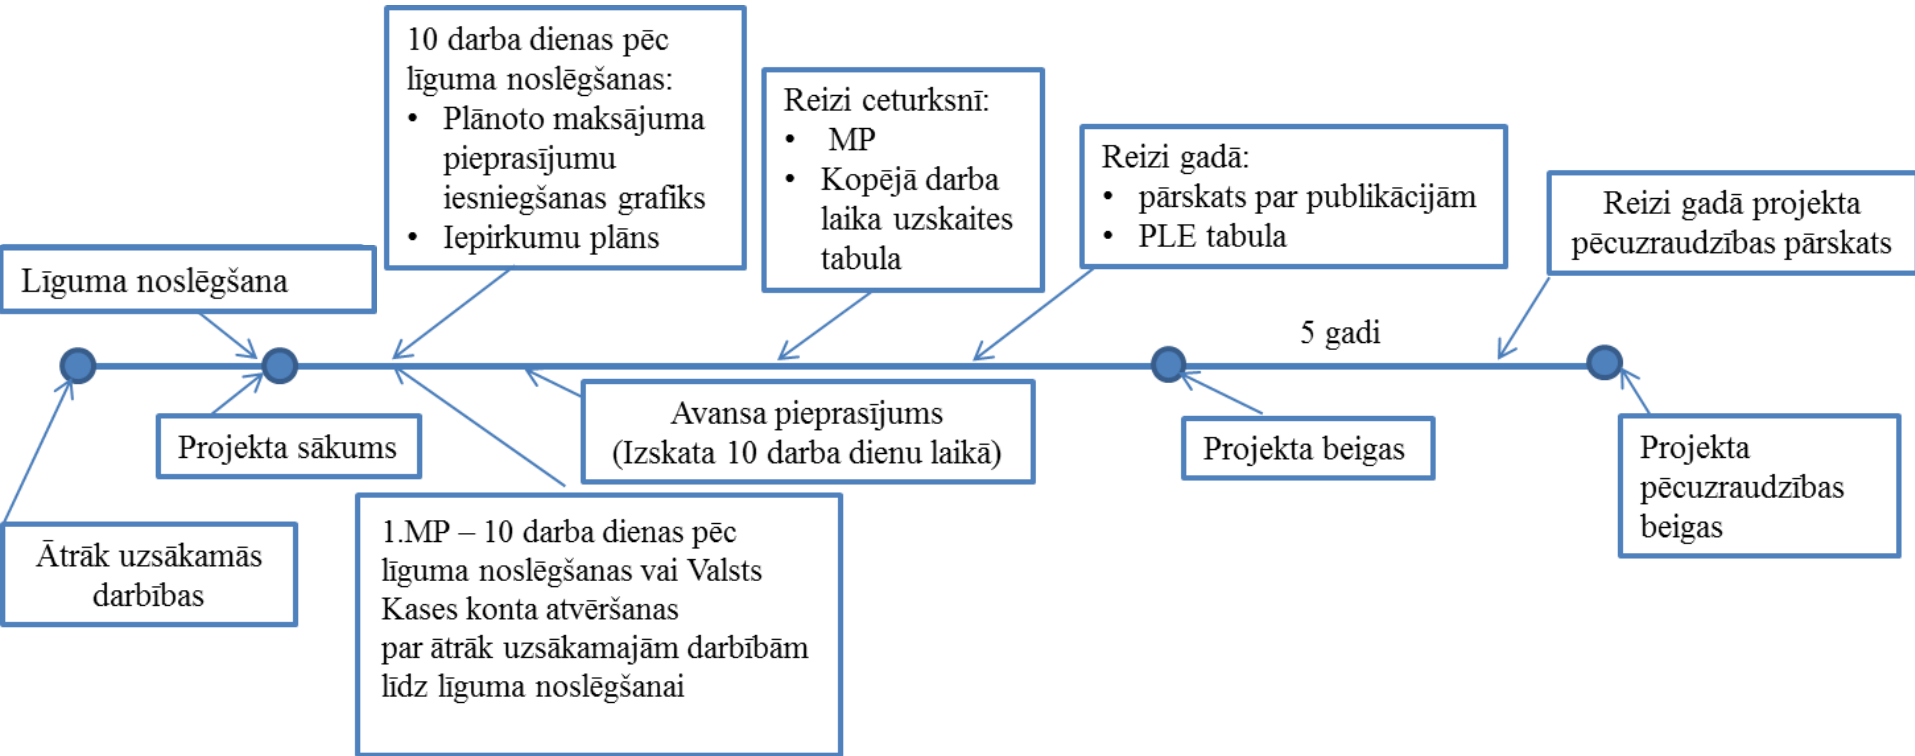 10 darba dienas pēc
līguma noslēgšanas:
• Plānoto maksājuma
pieprasījumu
iesniegšanas grafiks
• Iepirkumu plāns
Reizi ceturksnī:
• MP
• Kopējā darba
laika uzskaites
tabula
Reizi gadā:
• pārskats par publikācijām
• PLE tabula
Reizi gadā projekta
pēcuzraudzības pārskats
Līguma noslēgšana
5 gadi
Projekta sākums
Avansa pieprasījums
(Izskata 10 darba dienu laikā)
Projekta beigas
Projekta
pēcuzraudzības
beigas
Ātrāk uzsākamās
darbības
1.MP – 10 darba dienas pēc
līguma noslēgšanas vai Valsts
Kases konta atvēršanas
par ātrāk uzsākamajām darbībām
līdz līguma noslēgšanai